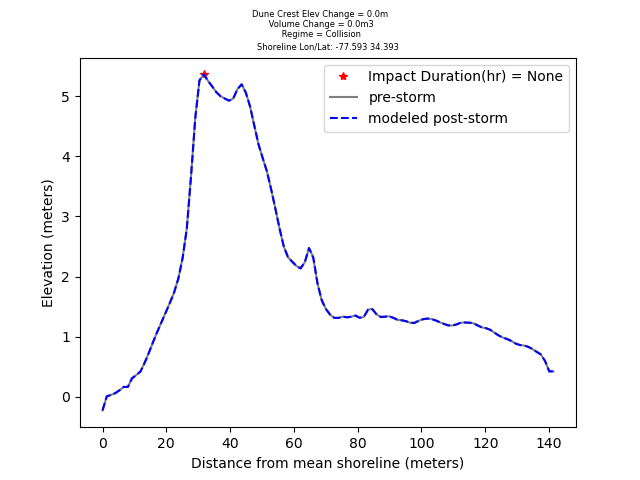 Dune Crest Elev Change = 0.0m
Volume Change = 0.0m3
Regime = Collision
Shoreline Lon/Lat: -77.593 34.393
Impact Duration(hr) = None
pre-storm
modeled post-storm
Elevation (meters)
5
4
3
2
1
0
0 20 40 60 80 100 120 140
Distance from mean shoreline (meters)